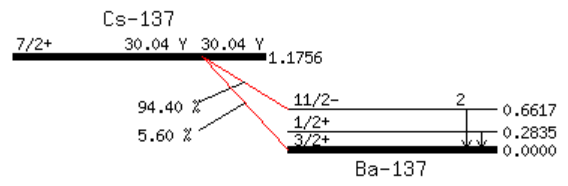 Cs-137
7/2+ 30.04 Y 30.04 Y
1.1756
94.40 %
5.60 %
11/2- 2 0.6617
1/2+ 0.2835
3/2+ 0.0000
Ba-137